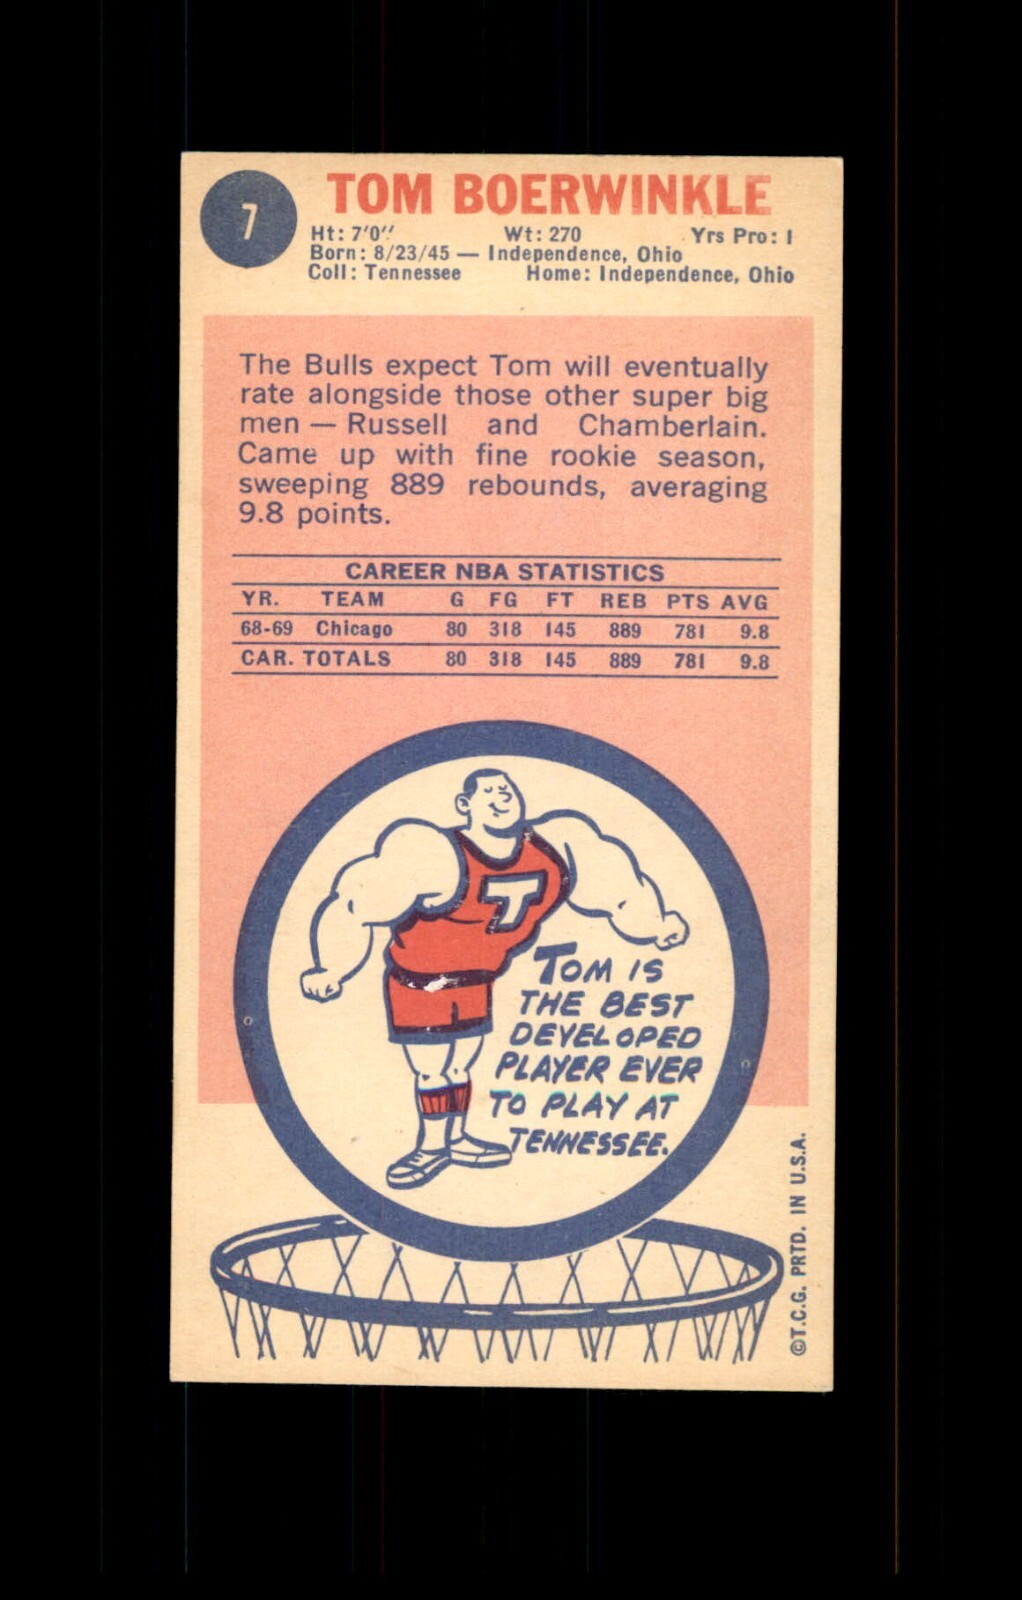 7
TOM BOERWINKLE
Ht: 7'0" Wt: 270 Yrs Pro: 1
Born: 8/23/45 — Independence, Ohio
Coll: Tennessee Home: Independence, Ohio
The Bulls expect Tom will eventually
rate alongside those other super big
men — Russell and Chamberlain.
Came up with fine rookie season,
sweeping 889 rebounds, averaging
9.8 points.
CAREER NBA STATISTICS
YR. TEAM G FG FT REB PTS AVG
68-69 Chicago 80 318 145 889 781 9.8
CAR. TOTALS 80 318 145 889 781 9.8
T
TOM IS
THE BEST
DEVELOPED
PLAYER EVER
TO PLAY AT
TENNESSEE.
©T.C.G. PRTD. IN U.S.A.